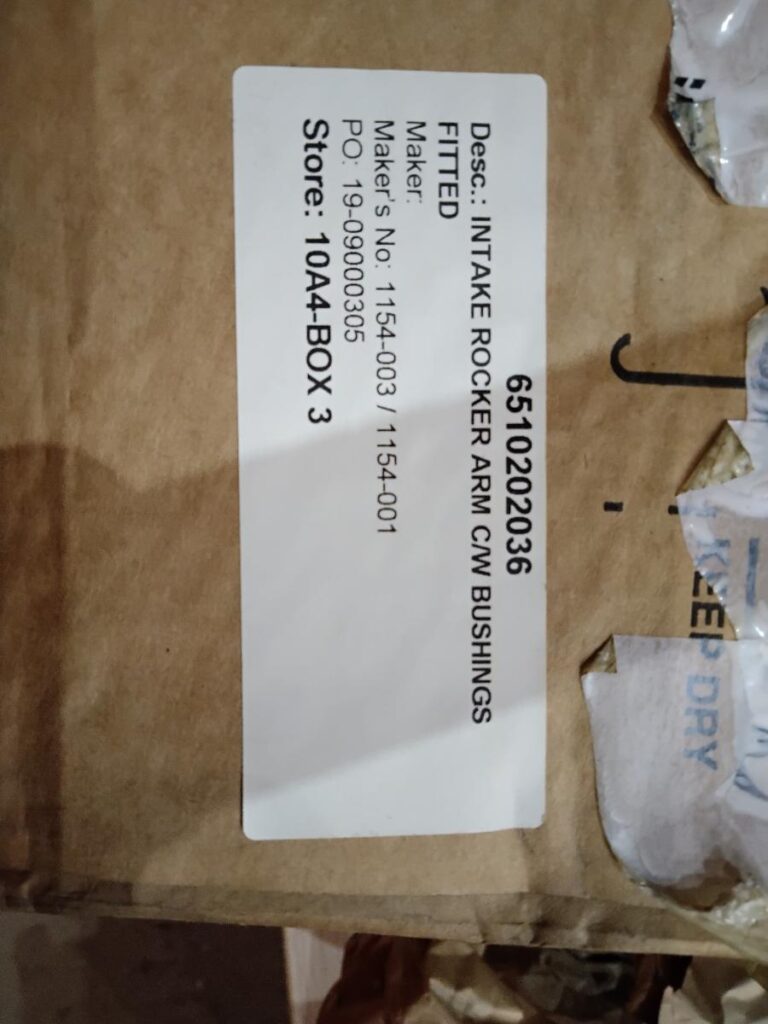 6510202036
Desc.: INTAKE ROCKER ARM C/W BUSHINGS
FITTED
Maker:
Maker's No: 1154-003 / 1154-001
PO: 19-09000305
Store: 10A4-BOX 3
KEEP DRY